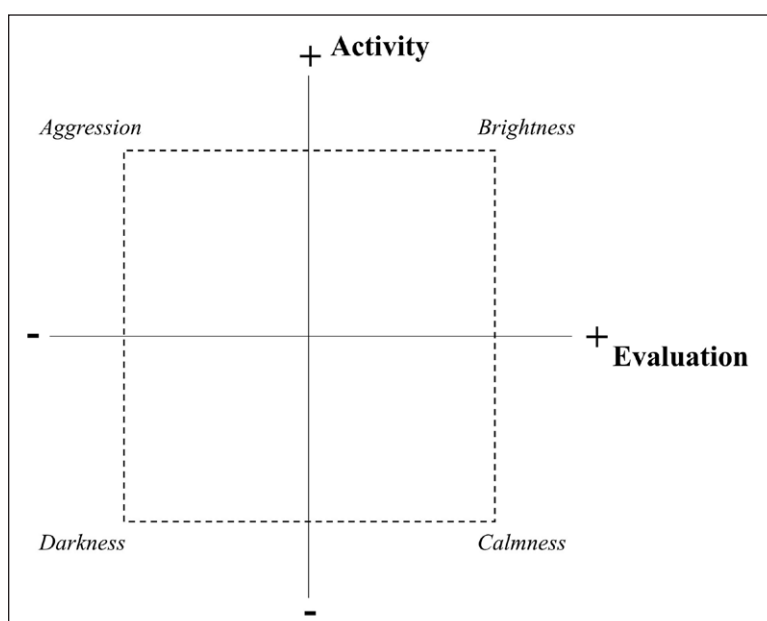 + Activity
Aggression
Brightness
- +
Evaluation
Darkness
Calmness
-